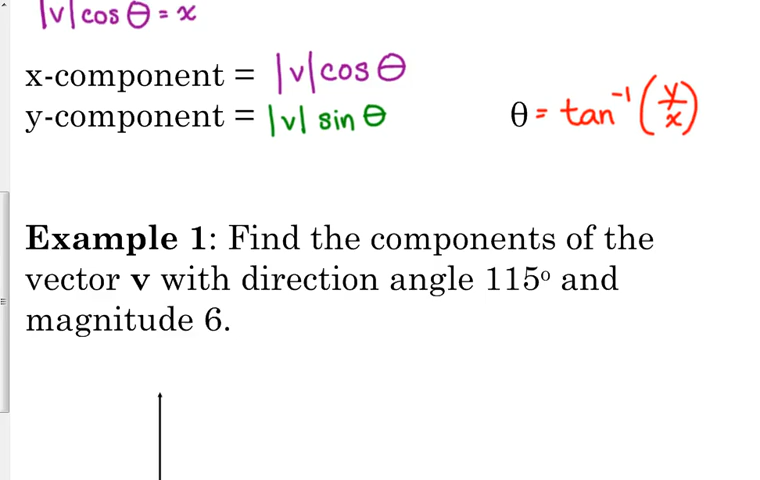 |v| cos θ = x
x-component = |v| cos θ
y-component = |v| sin θ
θ = tan⁻¹ (y/x)
Example 1: Find the components of the
vector v with direction angle 115º and
magnitude 6.